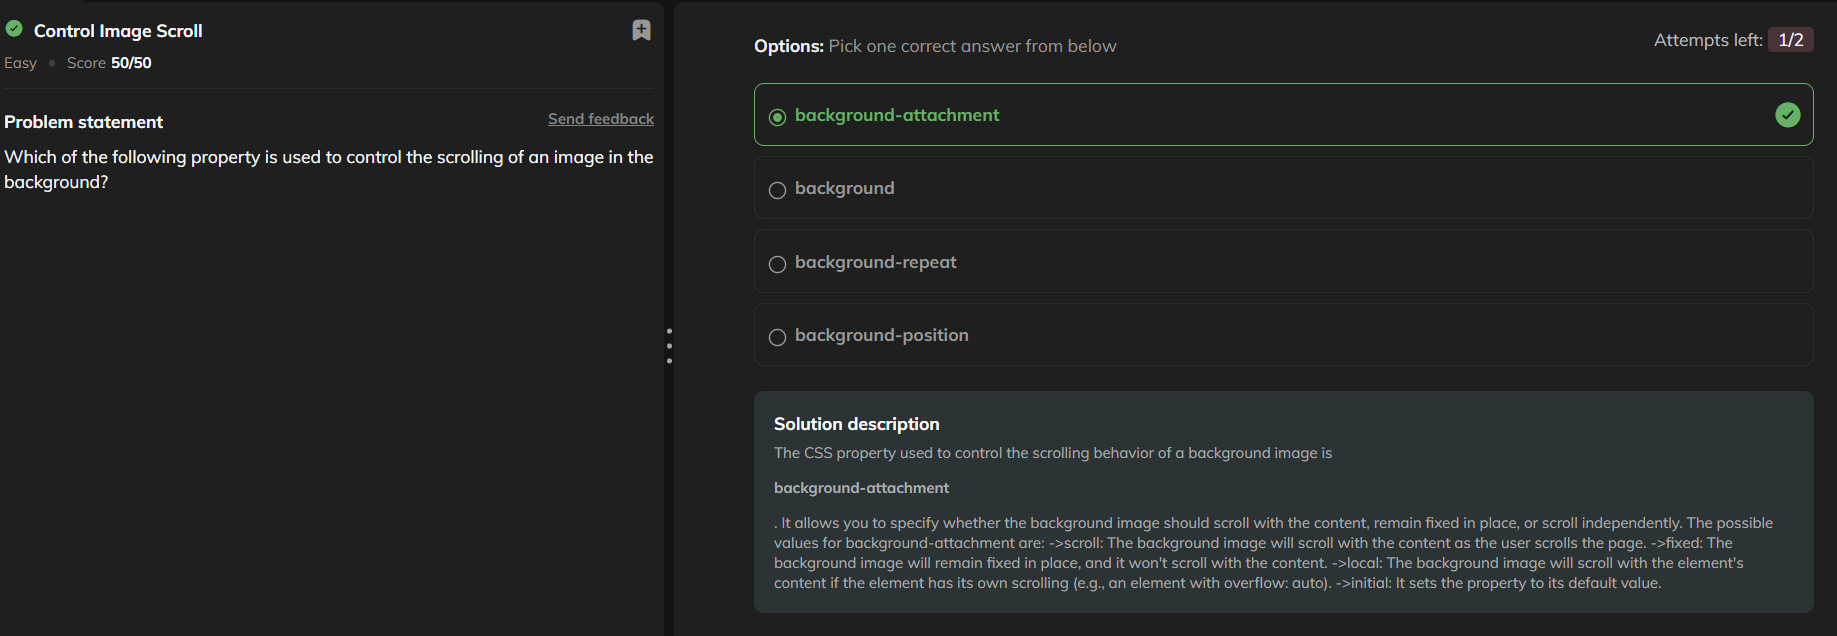 Control Image Scroll
Easy • Score 50/50
Problem statement
Send feedback
Which of the following property is used to control the scrolling of an image in the
background?
Options: Pick one correct answer from below
Attempts left: 1/2
background-attachment
background
background-repeat
background-position
Solution description
The CSS property used to control the scrolling behavior of a background image is
background-attachment
. It allows you to specify whether the background image should scroll with the content, remain fixed in place, or scroll independently. The possible
values for background-attachment are: ->scroll: The background image will scroll with the content as the user scrolls the page. ->fixed: The
background image will remain fixed in place, and it won't scroll with the content. ->local: The background image will scroll with the element's
content if the element has its own scrolling (e.g., an element with overflow: auto). ->initial: It sets the property to its default value.